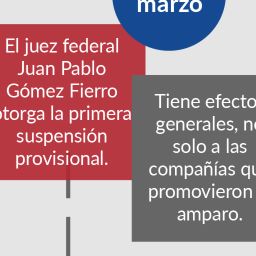 marzo
El juez federal
Juan Pablo
Gómez Fierro
otorga la primera
suspensión
provisional.
Tiene efecto
generales, n
solo a las
compañías qu
promovieron
amparo.